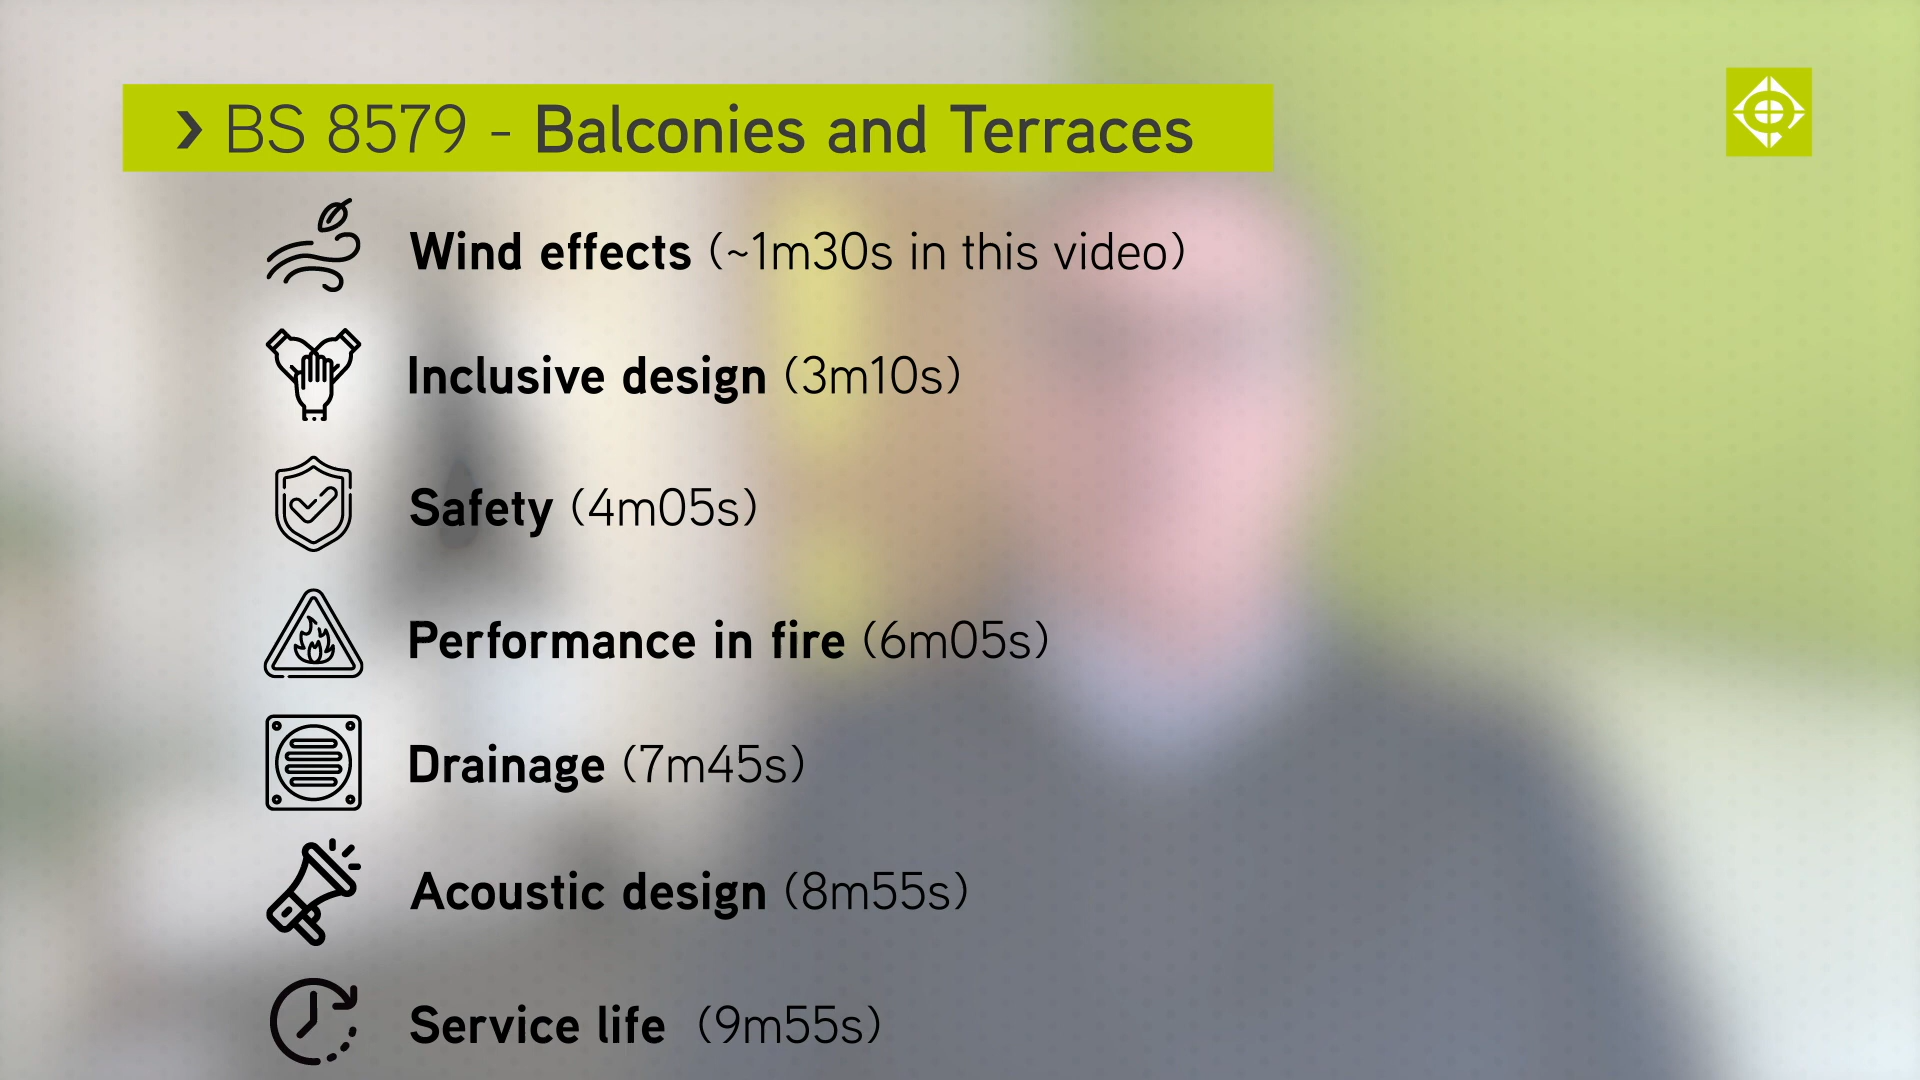 › BS 8579 - Balconies and Terraces
Wind effects (~1m30s in this video)
Inclusive design (3m10s)
Safety (4m05s)
Performance in fire (6m05s)
Drainage (7m45s)
Acoustic design (8m55s)
Service life (9m55s)